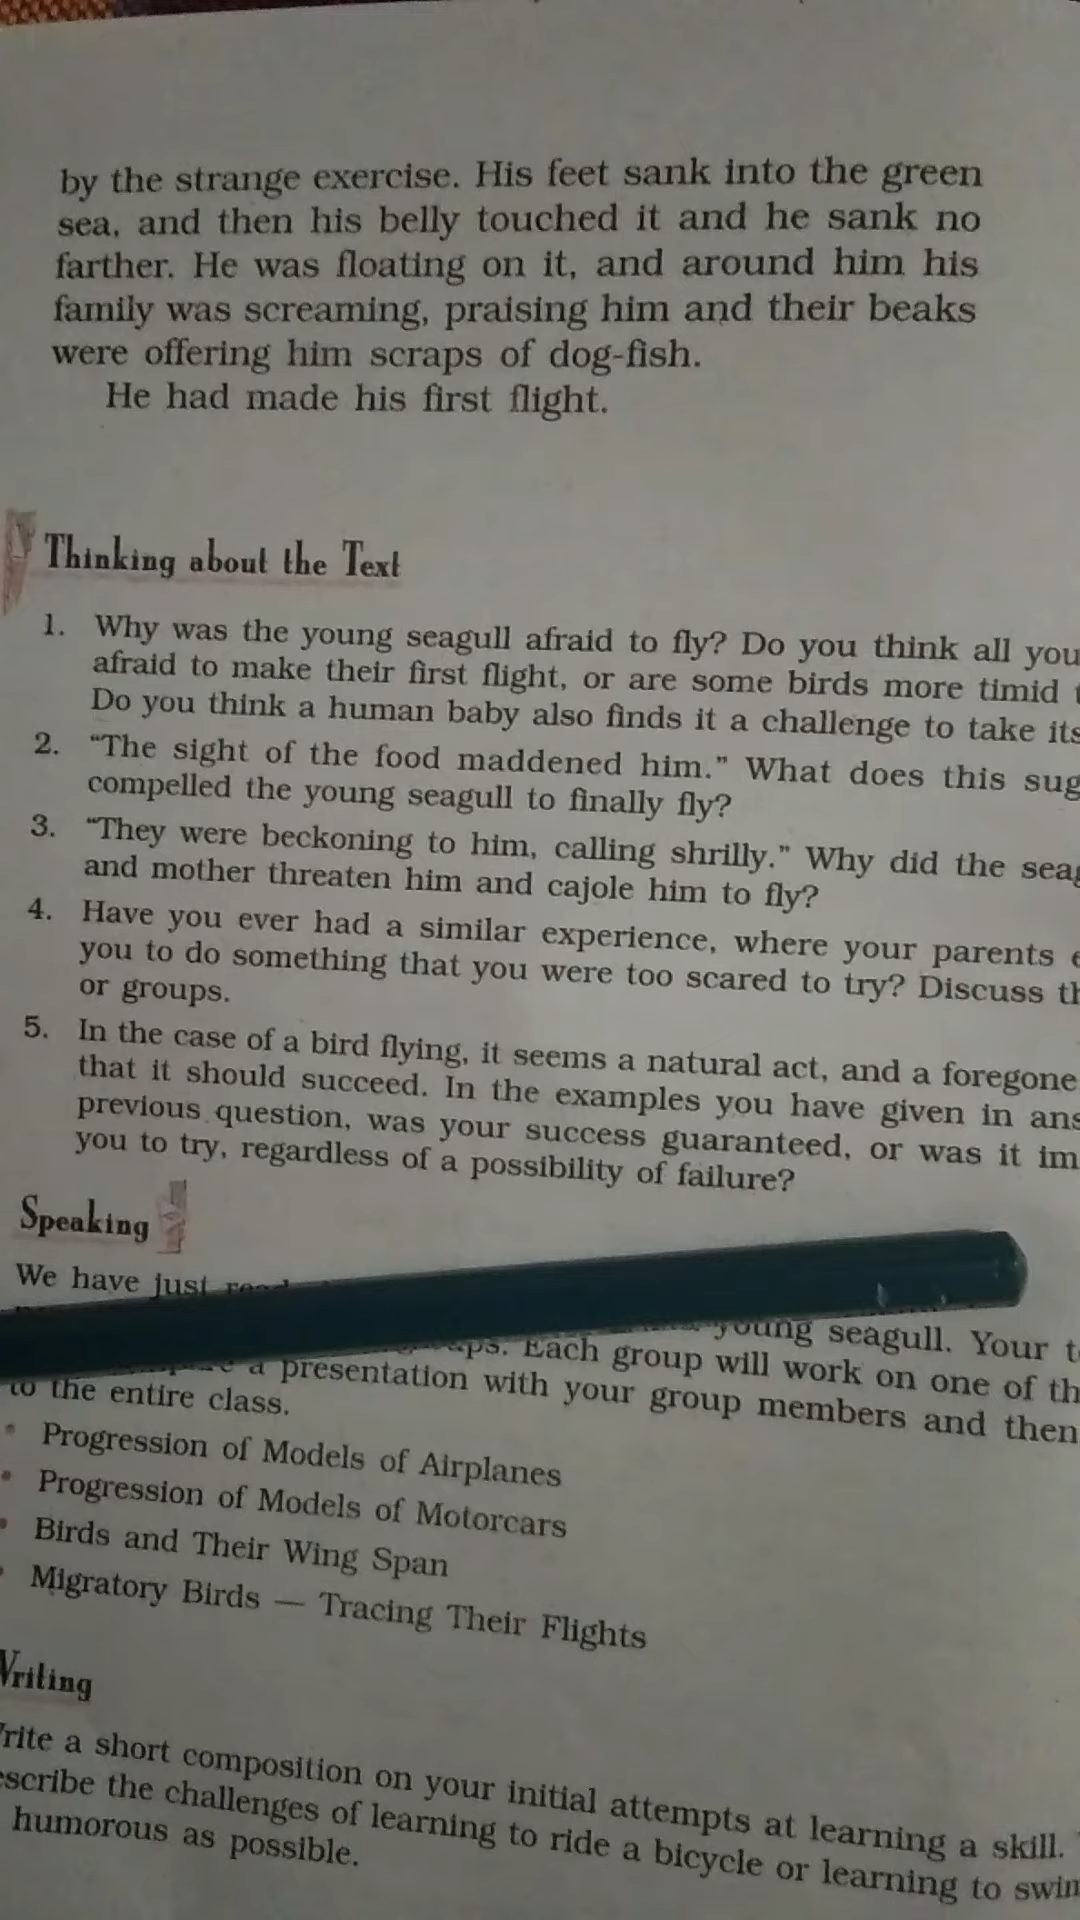 by the strange exercise. His feet sank into the green
sea, and then his belly touched it and he sank no
farther. He was floating on it, and around him his
family was screaming, praising him and their beaks
were offering him scraps of dog-fish.
He had made his first flight.
Thinking about the Text
1. Why was the young seagull afraid to fly? Do you think all
afraid to make their first flight, or are some birds more timid
Do you think a human baby also finds it a challenge to take its
2. “The sight of the food maddened him.” What does this
compelled the young seagull to finally fly?
3. “They were beckoning to him, calling shrilly.” Why did the
and mother threaten him and cajole him to fly?
4. Have you ever had a similar experience, where your parents
you to do something that you were too scared to try? Discuss
or groups.
5. In the case of a bird flying, it seems a natural act, and a foregone
that it should succeed. In the examples you have given in
previous question, was your success guaranteed, or was it
you to try, regardless of a possibility of failure?
Speaking
We have just
young seagull. Your
Each group will work on one of
a presentation with your group members and then
to the entire class.
• Progression of Models of Airplanes
• Progression of Models of Motorcars
• Birds and Their Wing Span
• Migratory Birds — Tracing Their Flights
Writing
a short composition on your initial attempts at learning a skill.
the challenges of learning to ride a bicycle or learning to
humorous as possible.